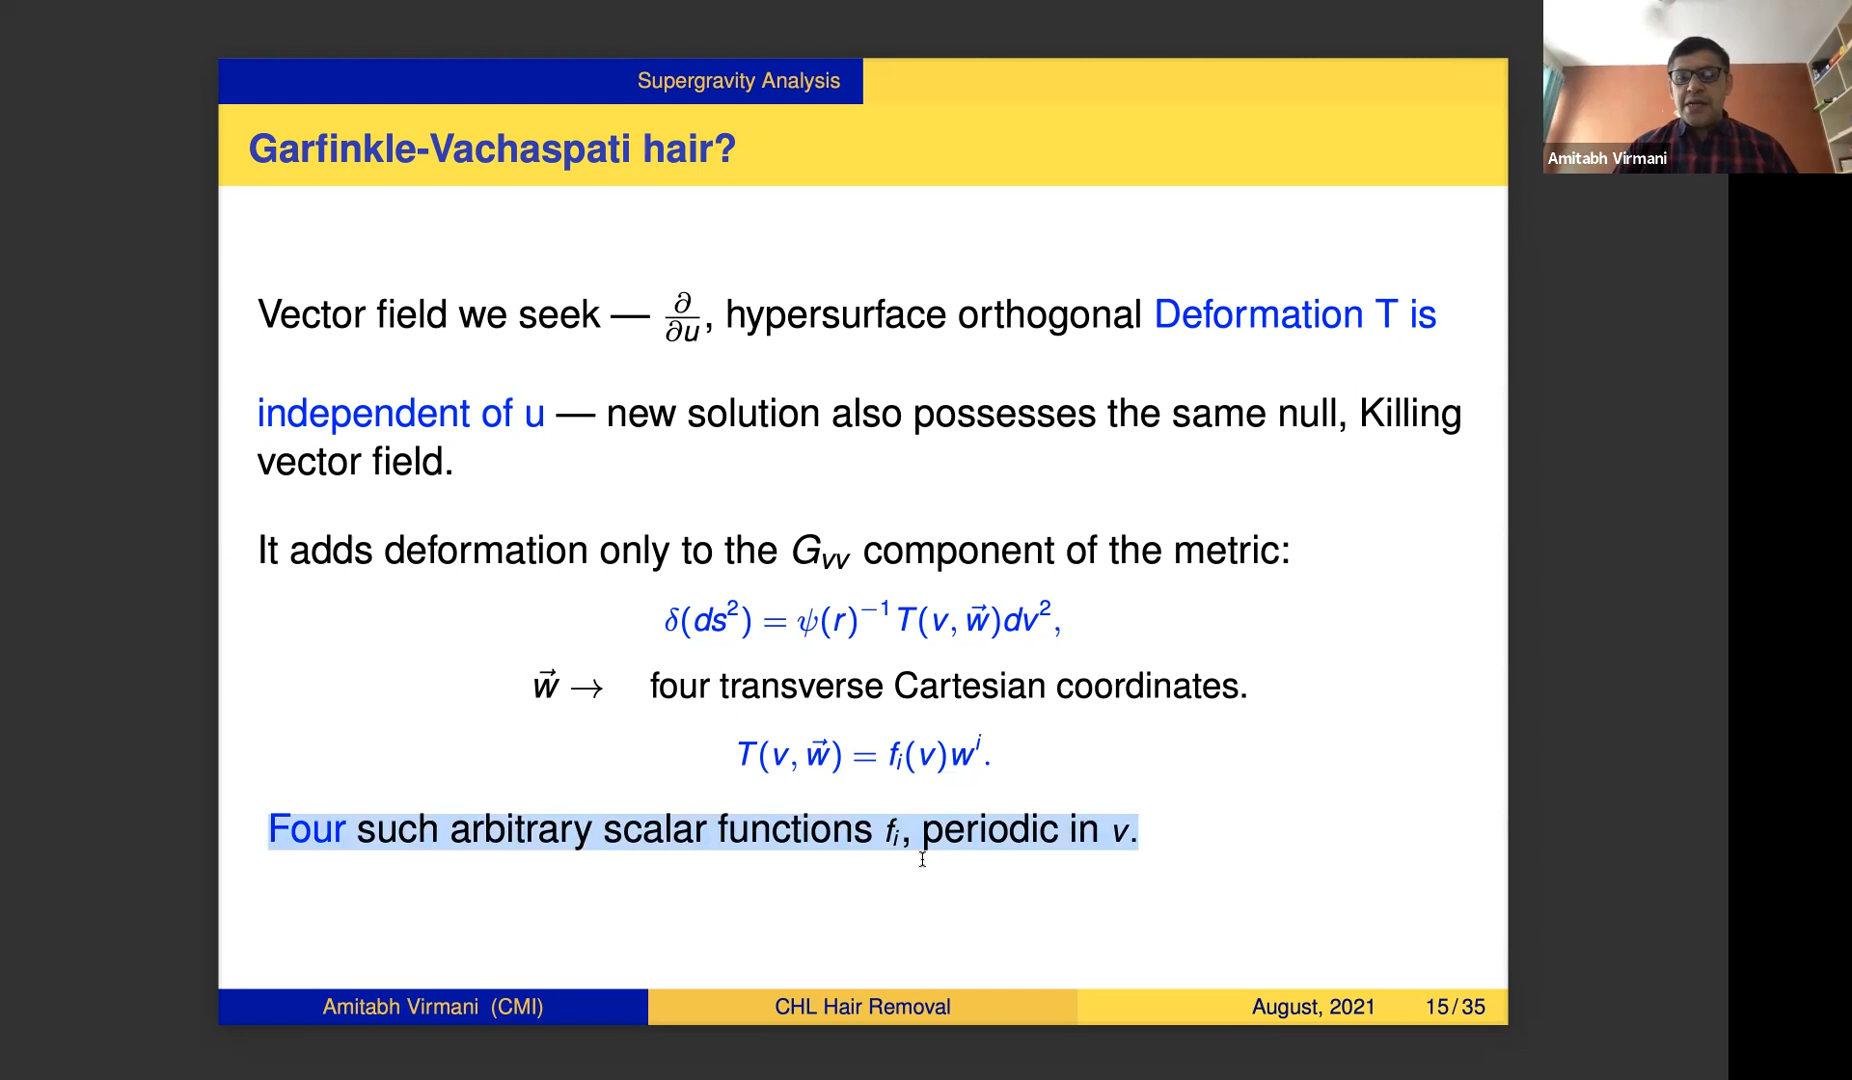 Supergravity Analysis
Garfinkle-Vachaspati hair?
Vector field we seek — ∂/∂u, hypersurface orthogonal Deformation T is
independent of u — new solution also possesses the same null, Killing
vector field.
It adds deformation only to the G_vv component of the metric:
δ(ds²) = ψ(r)⁻¹ T(v, w⃗)dv²,
w⃗ → four transverse Cartesian coordinates.
T(v, w⃗) = f_i(v)w^i.
Four such arbitrary scalar functions f_i, periodic in v.
Amitabh Virmani (CMI) CHL Hair Removal August, 2021 15/35
Amitabh Virmani